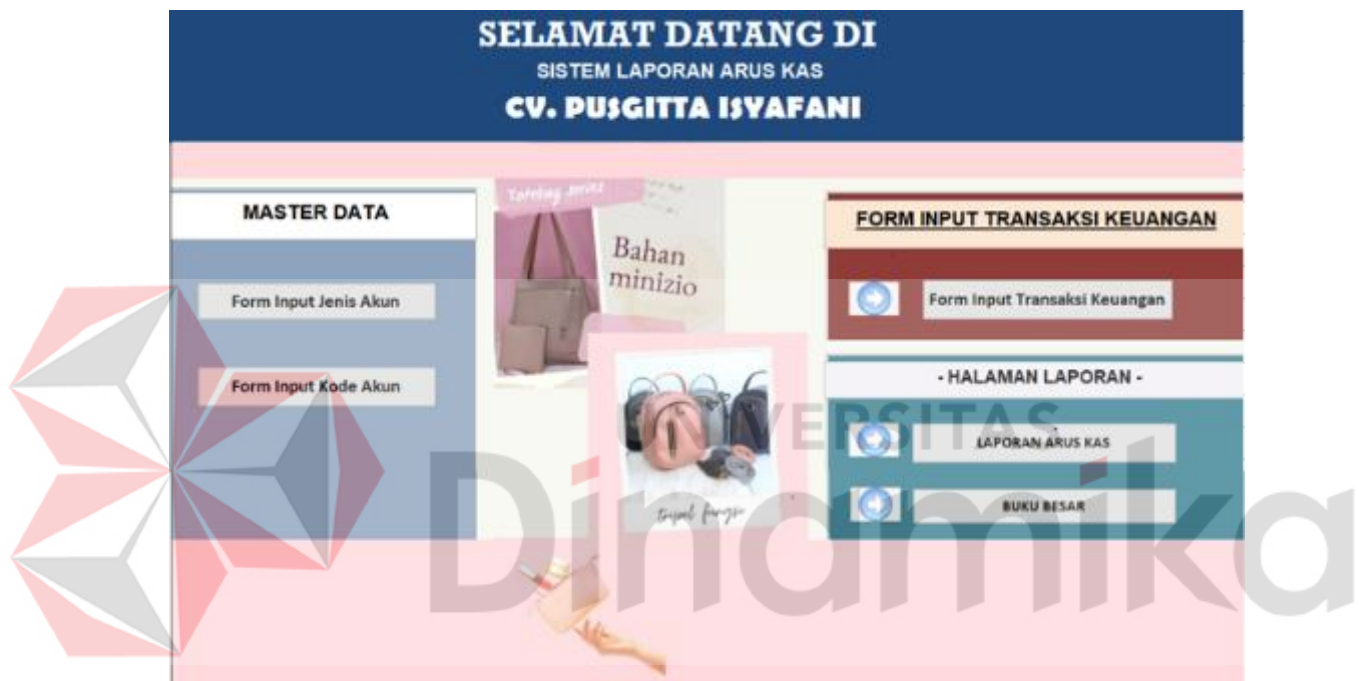 SELAMAT DATANG DI
SISTEM LAPORAN ARUS KAS
CV. PUSGITTA ISYAFANI
MASTER DATA
Form Input Jenis Akun
Form Input Kode Akun
Totebag
Bahan
minizio
FORM INPUT TRANSAKSI KEUANGAN
Form Input Transaksi Keuangan
- HALAMAN LAPORAN -
LAPORAN ARUS KAS
BUKU BESAR
UNIVERSITAS
Dinamika